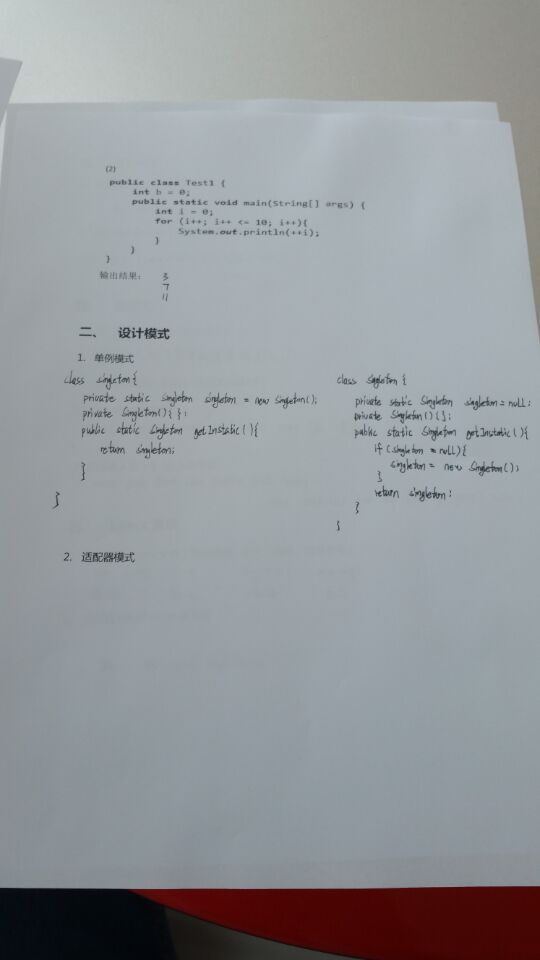 (2)
public class Test1 {
int b = 0;
public static void main(String[] args) {
int i = 0;
for (i++; i++ <= 10; i++){
System.out.println(++i);
}
}
}
输出结果: 3
7
11
二、 设计模式
1. 单例模式
class singleton{
private static singleton singleton = new Singleton();
private Singleton(){ };
public static Singleton getInstatic(){
return singleton;
}
}
class Singleton {
private static Singleton singleton = null;
private Singleton(){};
public static Singleton getInstatic(){
if (singleton == null){
singleton = new Singleton();
}
return singleton;
}
}
2. 适配器模式